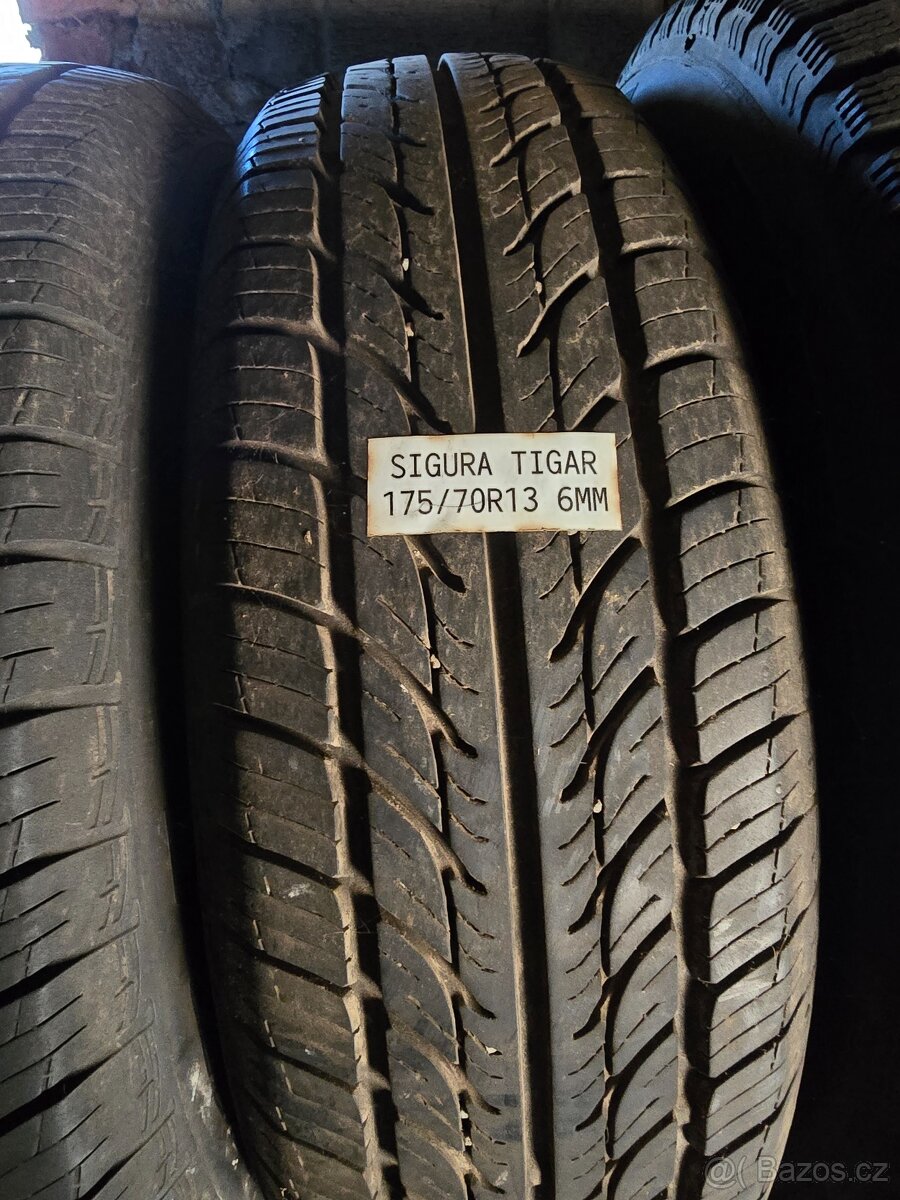 SIGURA TIGAR
175/70R13 6MM
@( Bazos.cz